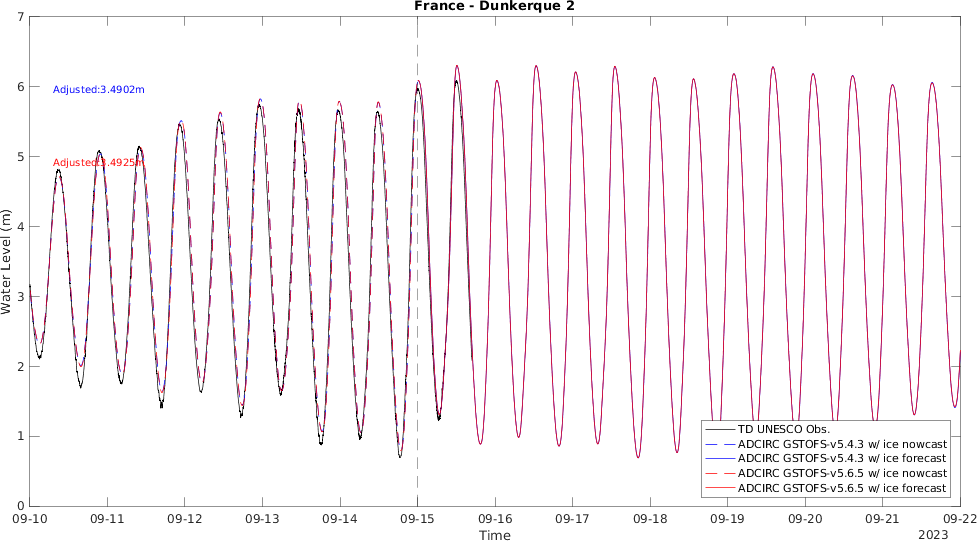 France - Dunkerque 2
7
6
5
4
3
2
1
0
Water Level (m)
Adjusted:3.4902m
Adjusted:3.4925m
TD UNESCO Obs.
ADCIRC GSTOFS-v5.4.3 w/ ice nowcast
ADCIRC GSTOFS-v5.4.3 w/ ice forecast
ADCIRC GSTOFS-v5.6.5 w/ ice nowcast
ADCIRC GSTOFS-v5.6.5 w/ ice forecast
09-10 09-11 09-12 09-13 09-14 09-15 09-16 09-17 09-18 09-19 09-20 09-21 09-22
Time
2023